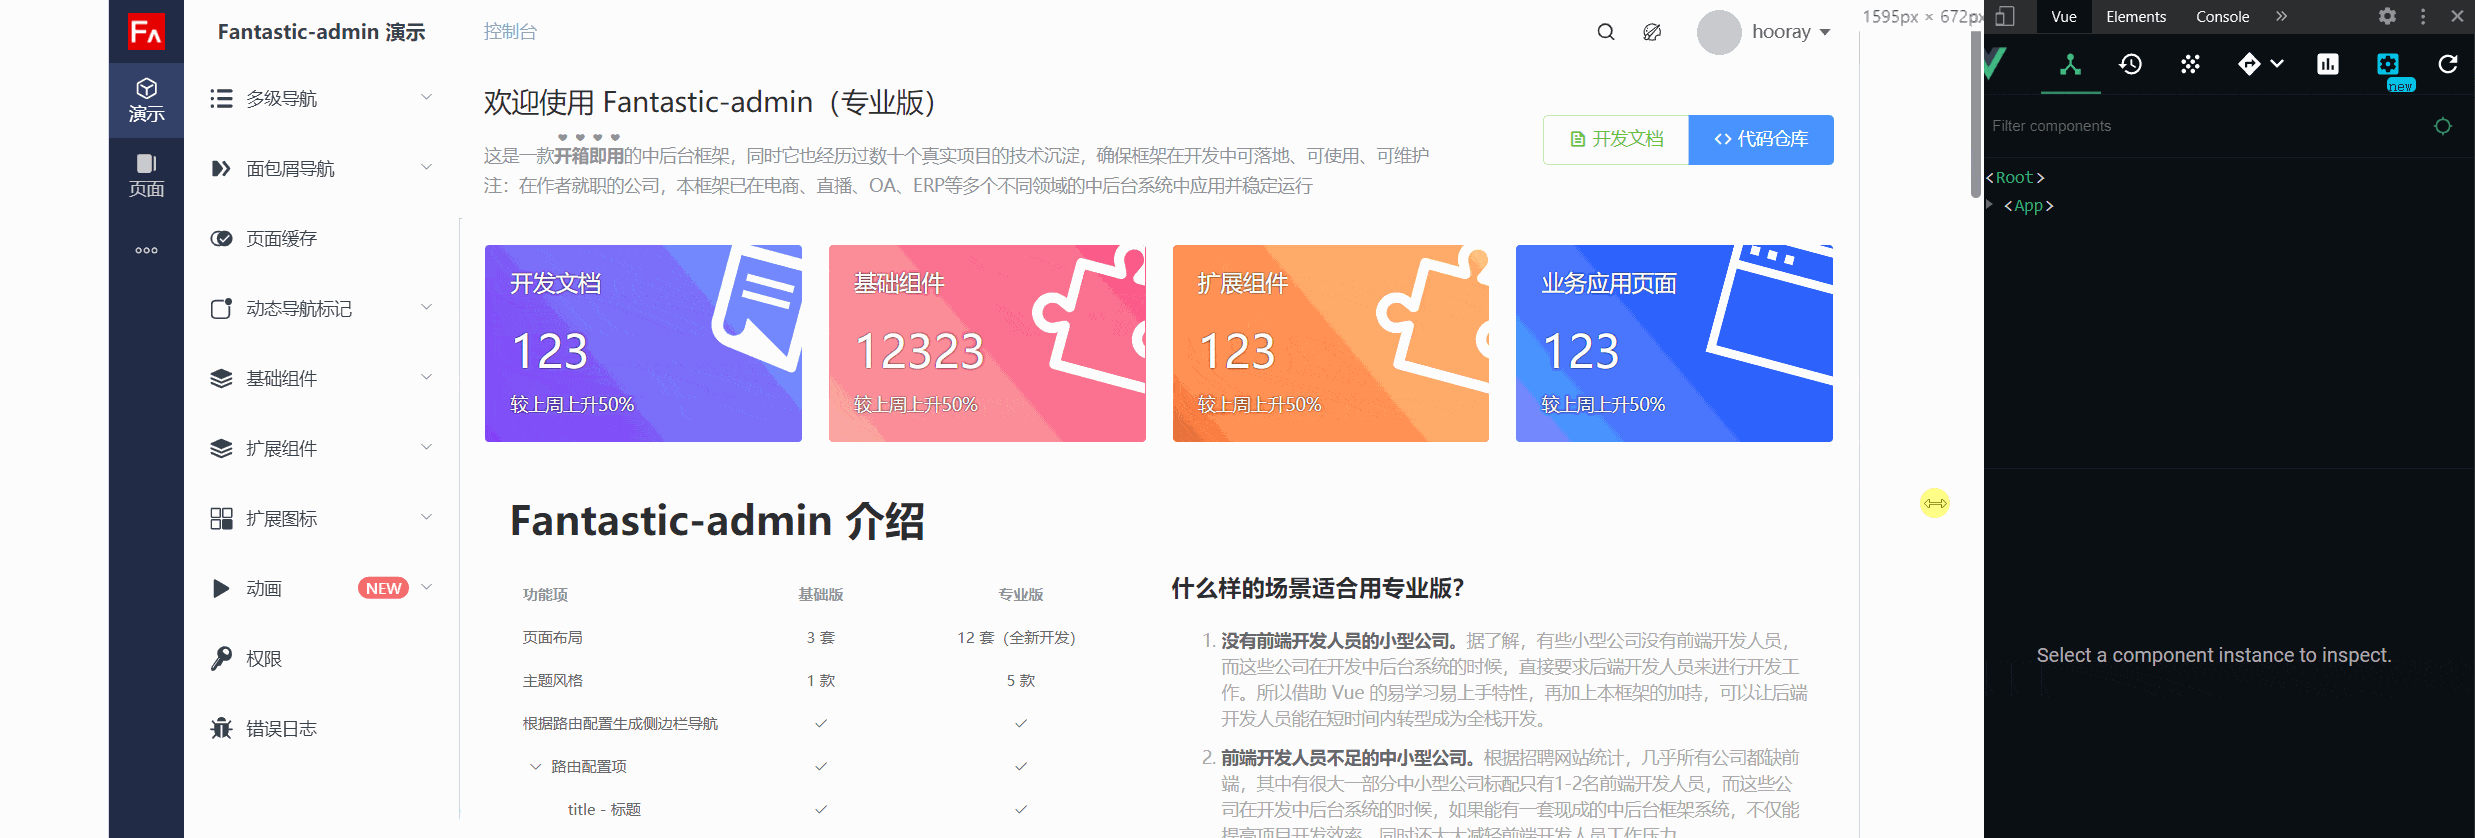 Fantastic-admin 演示
控制台
hooray
1595px × 672px
演示
页面
多级导航
面包屑导航
页面缓存
动态导航标记
基础组件
扩展组件
扩展图标
动画
NEW
权限
错误日志
欢迎使用 Fantastic-admin（专业版）
这是一款开箱即用的中后台框架，同时它也经历过数十个真实项目的技术沉淀，确保框架在开发中可落地、可使用、可维护
注：在作者就职的公司，本框架已在电商、直播、OA、ERP等多个不同领域的中后台系统中应用并稳定运行
开发文档
代码仓库
开发文档
123
较上周上升50%
基础组件
12323
较上周上升50%
扩展组件
123
较上周上升50%
业务应用页面
123
较上周上升50%
Fantastic-admin 介绍
功能项 基础版 专业版
页面布局 3 套 12 套（全新开发）
主题风格 1 款 5 款
根据路由配置生成侧边栏导航
路由配置项
title - 标题
什么样的场景适合用专业版？
1. 没有前端开发人员的小型公司。据了解，有些小型公司没有前端开发人员，
而这些公司在开发中后台系统的时候，直接要求后端开发人员来进行开发工
作。所以借助 Vue 的易学习易上手特性，再加上本框架的加持，可以让后端
开发人员能在短时间内转型成为全栈开发。
2. 前端开发人员不足的中小型公司。根据招聘网站统计，几乎所有公司都缺前
端，其中有很大一部分中小型公司标配只有1-2名前端开发人员，而这些公
司在开发中后台系统的时候，如果能有一套现成的中后台框架系统，不仅能
提高项目开发效率，同时还大大减轻前端开发人员工作压力
Vue
Elements
Console
new
Filter components
<Root>
<App>
Select a component instance to inspect.